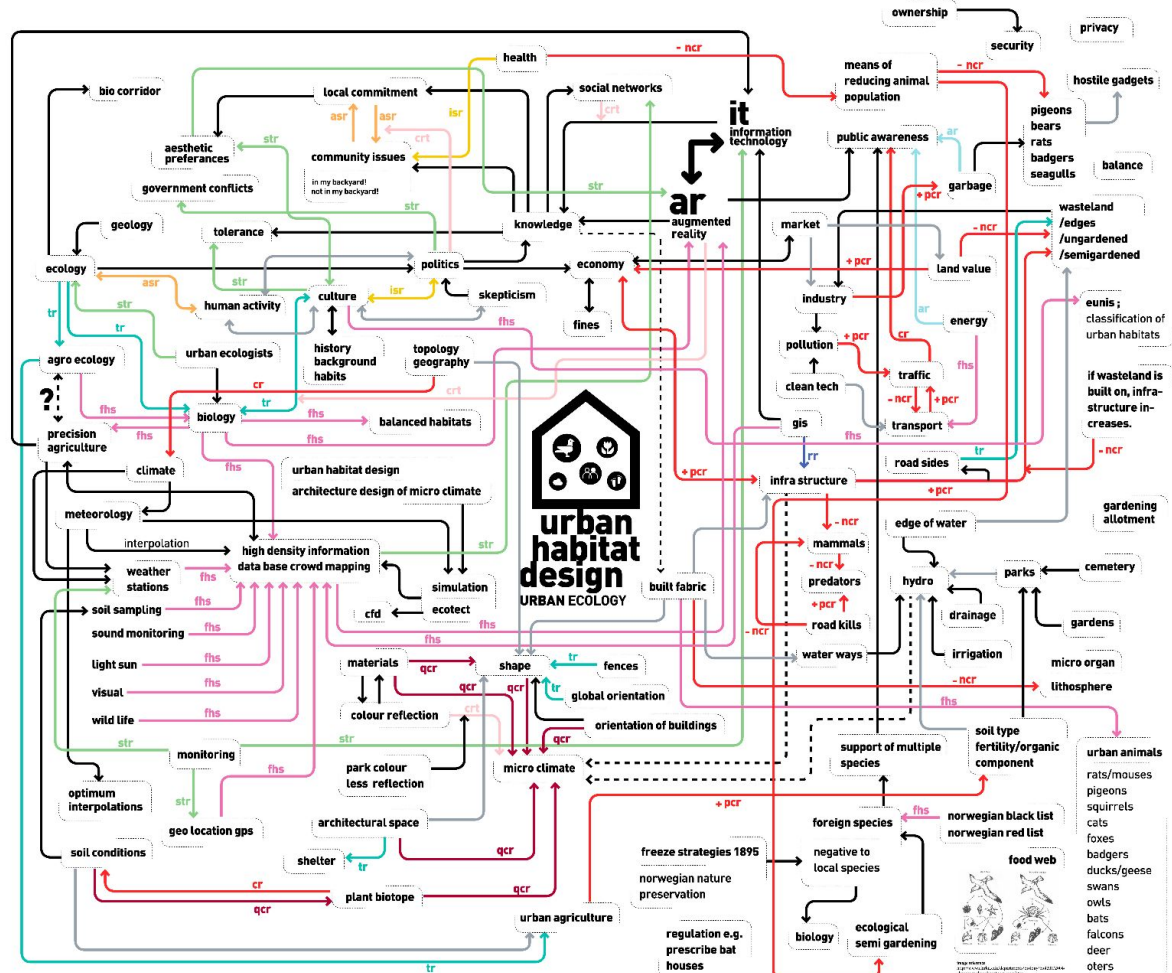 ownership
security
privacy
health
- ncr
means of
reducing animal
population
- ncr
hostile gadgets
bio corridor
local commitment
social networks
isr
asr
asr
crt
crt
it
information
technology
pigeons
bears
rats
badgers
seagulls
str
aesthetic
preferances
community issues
in my backyard!
not in my backyard!
public awareness
ar
balance
government conflicts
str
str
ar
augmented
reality
garbage
+ pcr
wasteland
/edges
/ungardened
/semigardened
geology
tolerance
knowledge
market
- ncr
ecology
asr
politics
economy
+ pcr
land value
str
human activity
culture
isr
skepticism
industry
eunis ;
classification of
urban habitats
str
tr
tr
fhs
fines
ar
energy
agro ecology
urban ecologists
history
background
habits
topology
geography
pollution
+ pcr
cr
traffic
fhs
if wasteland is
built on, infra-
structure in-
creases.
?
cr
crt
clean tech
- ncr
+ pcr
fhs
biology
tr
fhs
balanced habitats
transport
precision
agriculture
fhs
fhs
gis
fhs
- ncr
climate
fhs
urban habitat design
architecture design of micro climate
+ pcr
rr
road sides
tr
infra structure
+ pcr
meteorology
urban
habitat
design
URBAN ECOLOGY
- ncr
edge of water
gardening
allotment
interpolation
high density information
data base crowd mapping
str
mammals
- ncr
weather
stations
fhs
simulation
built fabric
predators
hydro
parks
cemetery
soil sampling
fhs
cfd
ecotect
+ pcr
drainage
sound monitoring
fhs
fhs
fhs
- ncr
road kills
gardens
light sun
fhs
materials
qcr
shape
tr
fences
water ways
irrigation
micro organ
visual
fhs
qcr
qcr
tr
global orientation
- ncr
lithosphere
wild life
fhs
colour reflection
crt
orientation of buildings
fhs
str
monitoring
str
qcr
support of multiple
species
soil type
fertility/organic
component
urban animals
rats/mouses
pigeons
squirrels
cats
foxes
badgers
ducks/geese
swans
owls
bats
falcons
deer
oters
park colour
less reflection
micro climate
optimum
interpolations
str
fhs
+ pcr
geo location gps
architectural space
foreign species
fhs
norwegian black list
norwegian red list
soil conditions
shelter
tr
qcr
freeze strategies 1895
norwegian nature
preservation
negative to
local species
food web
cr
qcr
plant biotope
qcr
urban agriculture
regulation e.g.
prescribe bat
houses
biology
ecological
semi gardening
tr